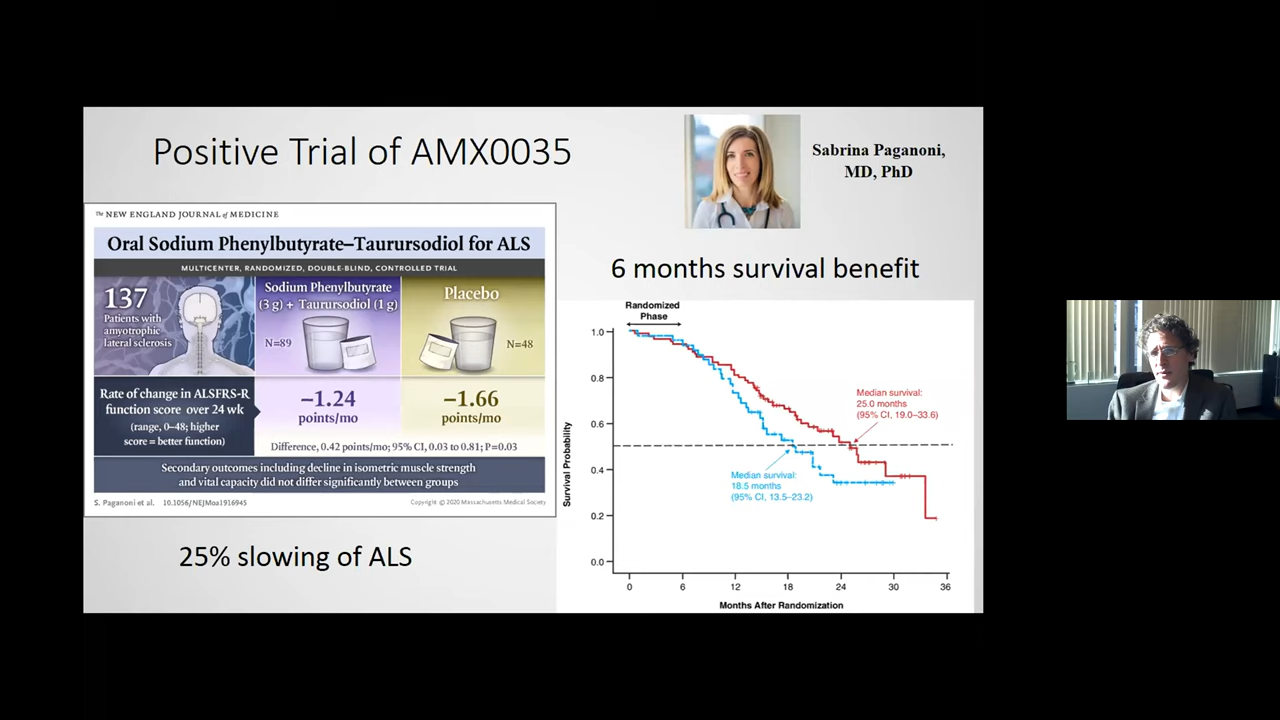 Positive Trial of AMX0035
Sabrina Paganoni,
MD, PhD
The NEW ENGLAND JOURNAL of MEDICINE
Oral Sodium Phenylbutyrate–Taurursodiol for ALS
MULTICENTER, RANDOMIZED, DOUBLE-BLIND, CONTROLLED TRIAL
137
Patients with
amyotrophic
lateral sclerosis
Sodium Phenylbutyrate
(3 g) + Taurursodiol (1 g)
N=89
Placebo
N=48
Rate of change in ALSFRS-R
function score over 24 wk
(range, 0–48; higher
score = better function)
−1.24
points/mo
−1.66
points/mo
Difference, 0.42 points/mo; 95% CI, 0.03 to 0.81; P=0.03
Secondary outcomes including decline in isometric muscle strength
and vital capacity did not differ significantly between groups
S. Paganoni et al. 10.1056/NEJMoa1916945
Copyright © 2020 Massachusetts Medical Society
25% slowing of ALS
6 months survival benefit
Randomized
Phase
Survival Probability
1.0
0.8
0.6
0.4
0.2
0.0
Median survival:
25.0 months
(95% CI, 19.0–33.6)
Median survival:
18.5 months
(95% CI, 13.5–23.2)
0 6 12 18 24 30 36
Months After Randomization